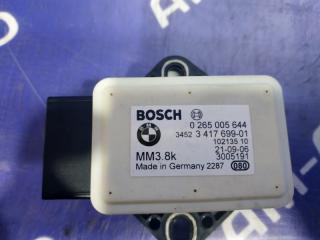 BOSCH
0 265 005 644
BMW
3452 3 417 699-01
102135 10
MM3.8k 21-09-06
3005191
Made in Germany 2287 080